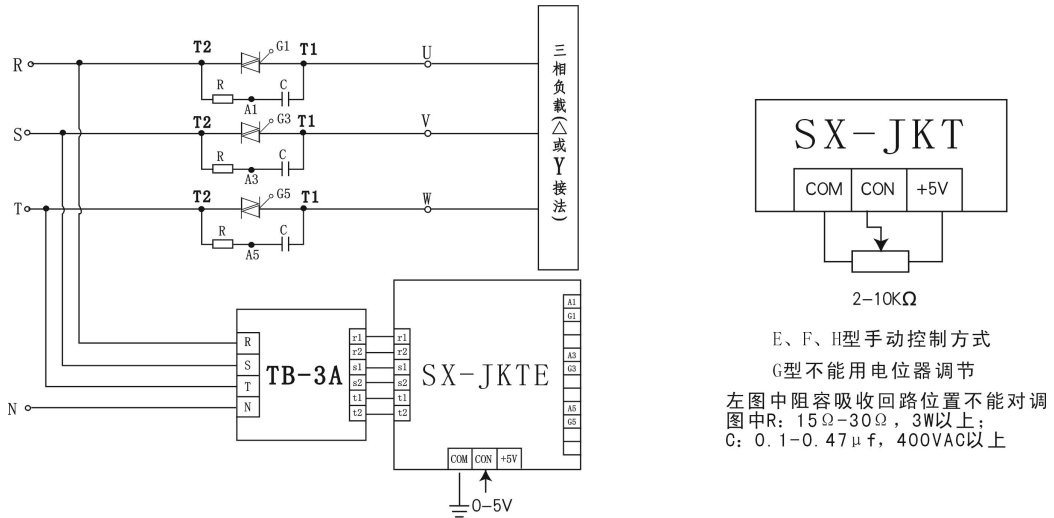 R
T2
G1
T1
U
R
C
A1
S
T2
G3
T1
V
R
C
A3
T
T2
G5
T1
W
R
C
A5
三相负载(△或Y接法)
N
R
S
T
N
TB-3A
r1
r2
s1
s2
t1
t2
r1
r2
s1
s2
t1
t2
SX-JKTE
A1
G1
A3
G3
A5
G5
COM CON +5V
0-5V
SX-JKT
COM CON +5V
2-10KΩ
E、F、H型手动控制方式
G型不能用电位器调节
左图中阻容吸收回路位置不能对调
图中R: 15Ω-30Ω，3W以上;
C: 0.1-0.47μf, 400VAC以上